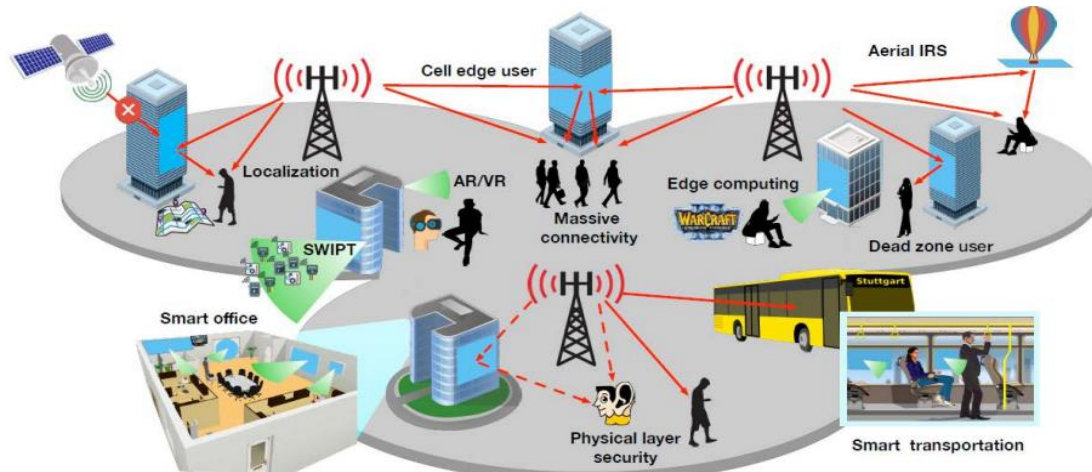 Aerial IRS
Cell edge user
Localization
AR/VR
Edge computing
WARCRAFT
III
Massive
connectivity
Dead zone user
SWIPT
Stuttgart
Smart office
Physical layer
security
Smart transportation